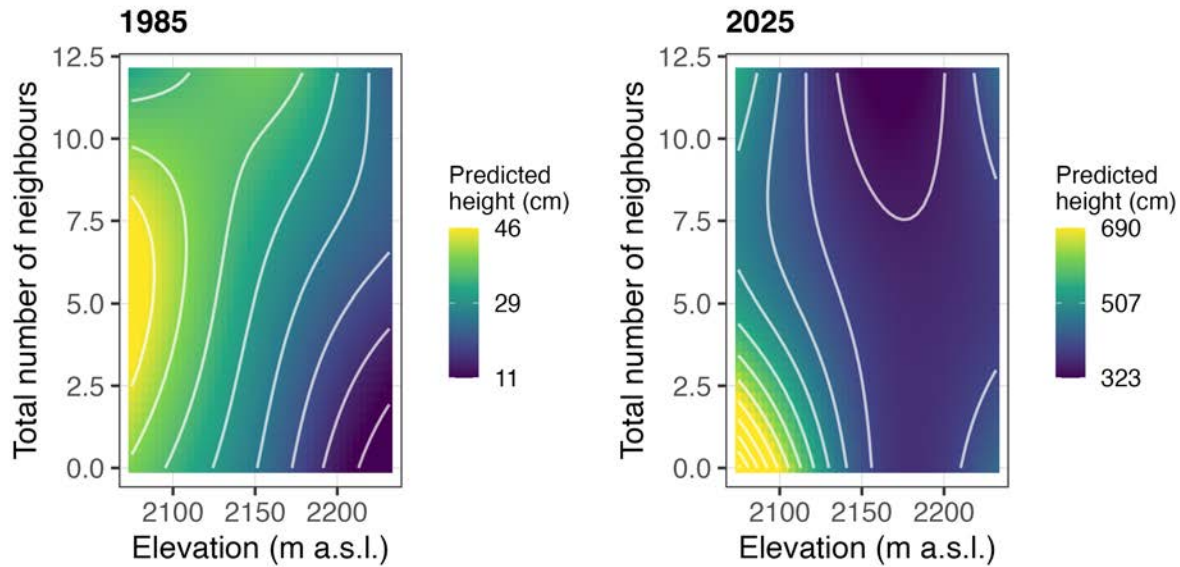 1985
12.5
10.0
7.5
5.0
2.5
0.0
Total number of neighbours
2100 2150 2200
Elevation (m a.s.l.)
Predicted
height (cm)
46
29
11
2025
12.5
10.0
7.5
5.0
2.5
0.0
Total number of neighbours
2100 2150 2200
Elevation (m a.s.l.)
Predicted
height (cm)
690
507
323